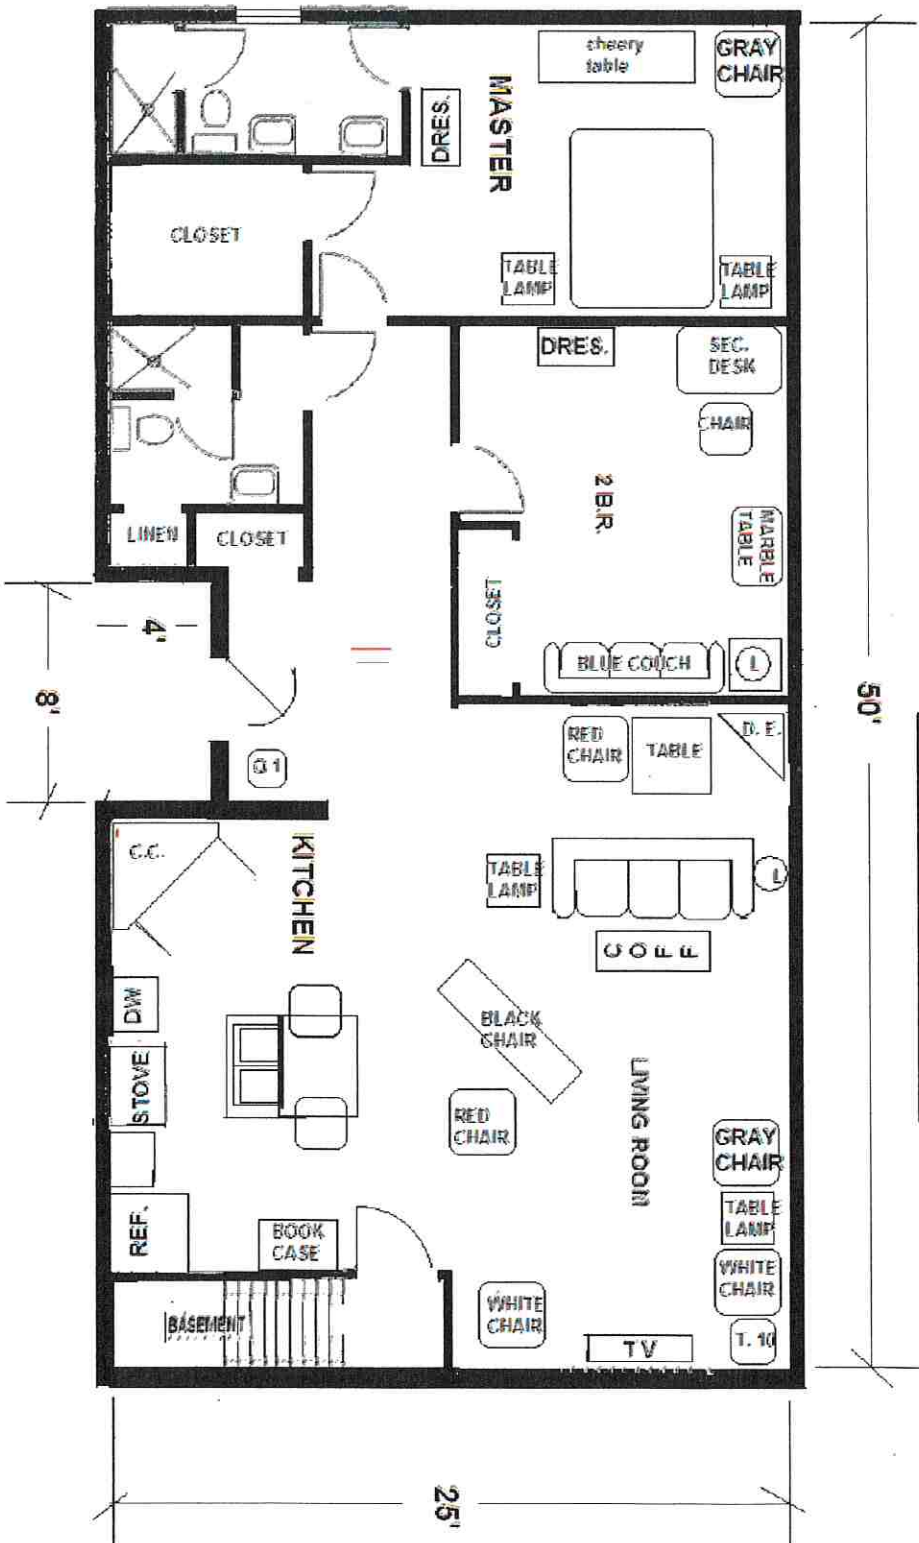 cheery
table
GRAY
CHAIR
MASTER
DRES.
CLOSET
TABLE
LAMP
TABLE
LAMP
DRES.
SEC.
DESK
CHAIR
2 B.R.
MARBLE
TABLE
LINEN
CLOSET
CLOSET
BLUE COUCH
L
4'
8'
50'
RED
CHAIR
TABLE
D. E.
C.C.
KITCHEN
TABLE
LAMP
L
COFF
DW
BLACK
CHAIR
STOVE
RED
CHAIR
LIVING ROOM
GRAY
CHAIR
TABLE
LAMP
REF.
BOOK
CASE
WHITE
CHAIR
WHITE
CHAIR
BASEMENT
TV
T. 10
25'